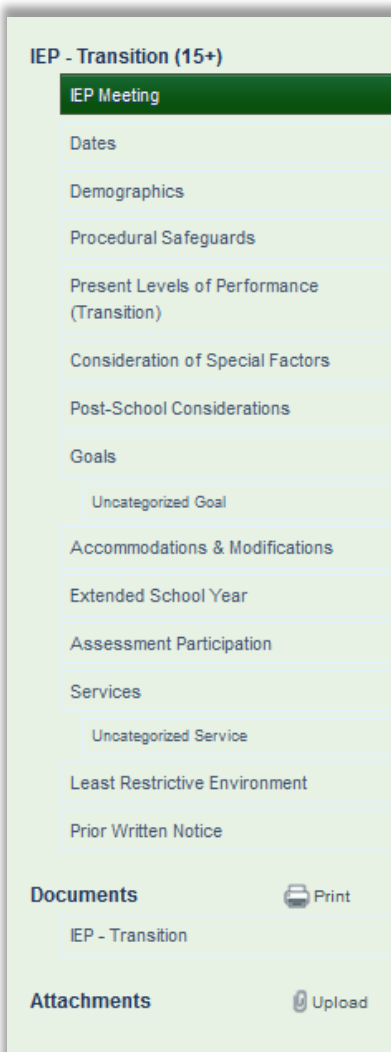 IEP - Transition (15+)
IEP Meeting
Dates
Demographics
Procedural Safeguards
Present Levels of Performance
(Transition)
Consideration of Special Factors
Post-School Considerations
Goals
Uncategorized Goal
Accommodations & Modifications
Extended School Year
Assessment Participation
Services
Uncategorized Service
Least Restrictive Environment
Prior Written Notice
Documents Print
IEP - Transition
Attachments Upload